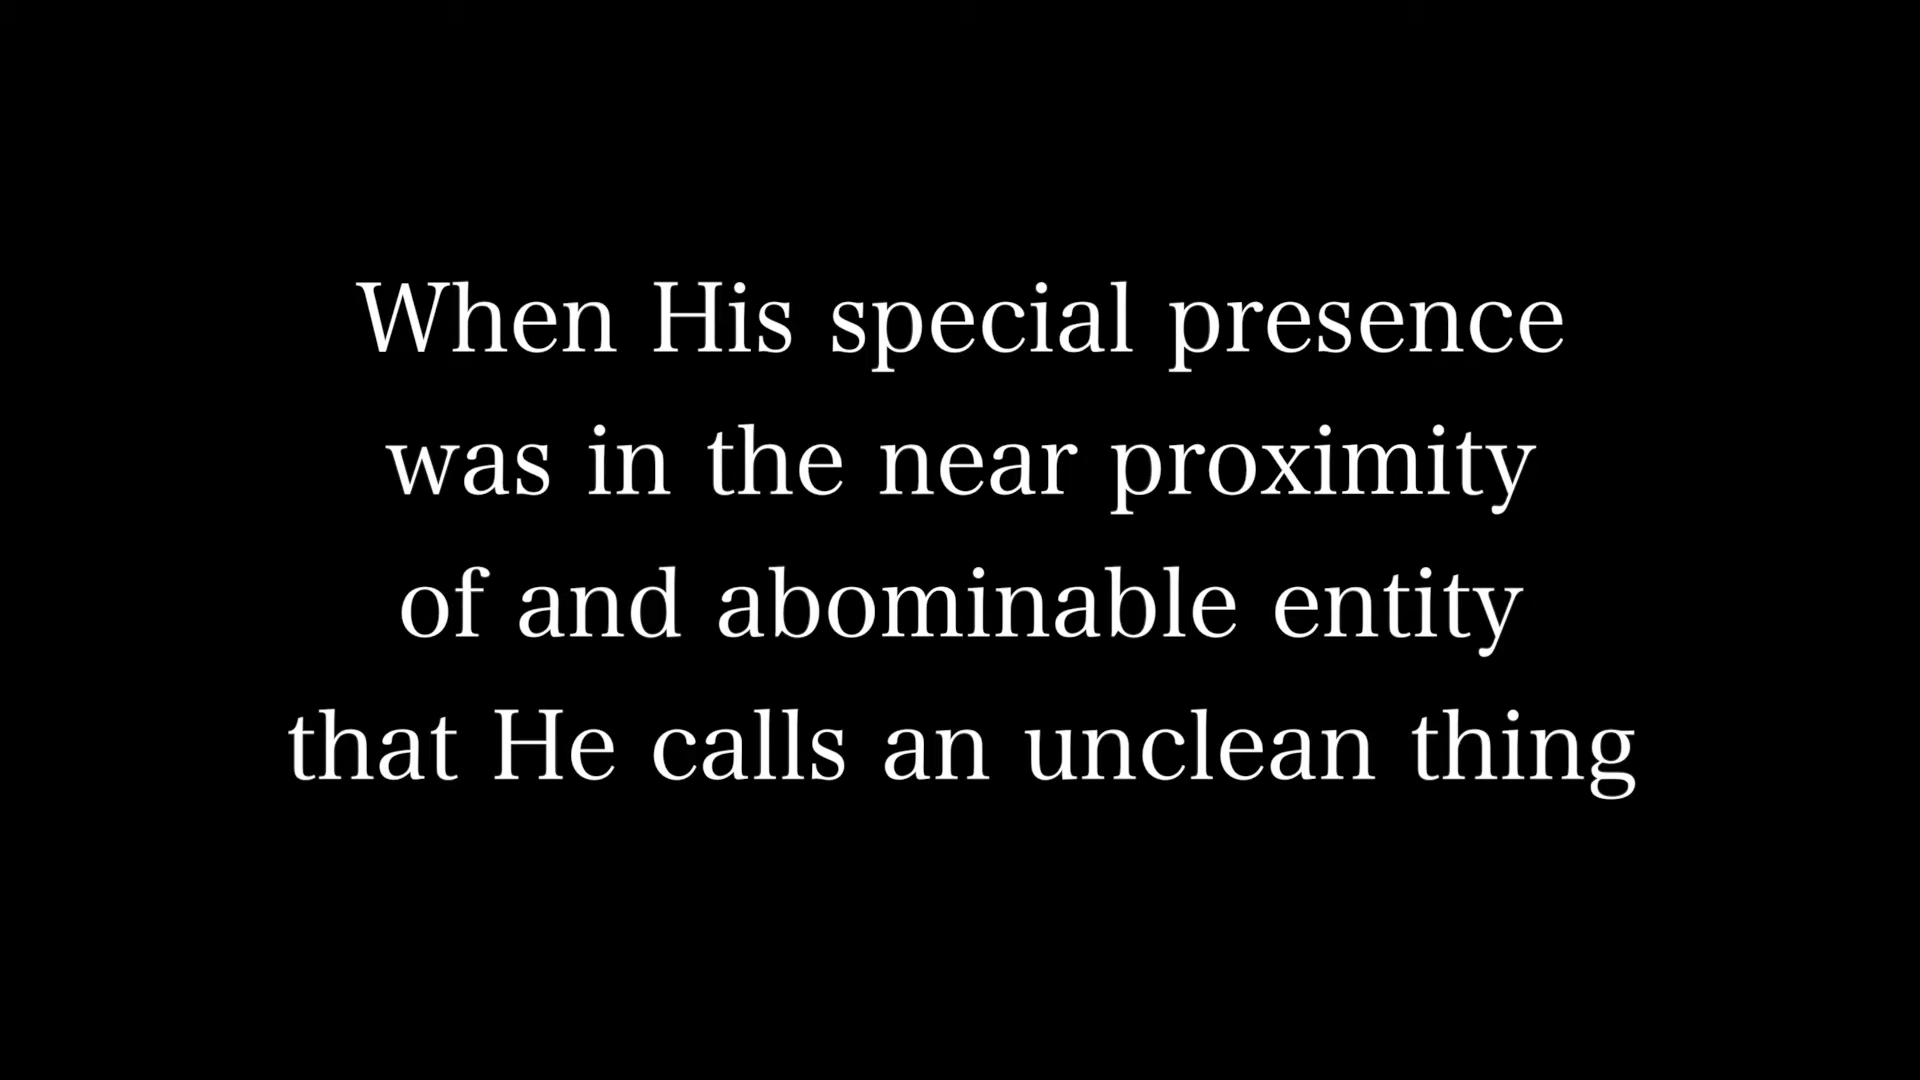 When His special presence
was in the near proximity
of and abominable entity
that He calls an unclean thing